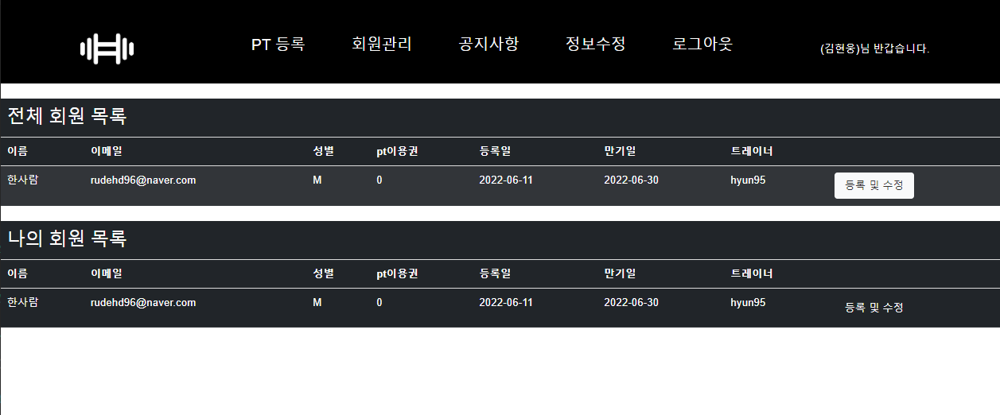 PT 등록 회원관리 공지사항 정보수정 로그아웃 (김현웅)님 반갑습니다.
전체 회원 목록
이름 이메일 성별 pt이용권 등록일 만기일 트레이너
한사람 rudehd96@naver.com M 0 2022-06-11 2022-06-30 hyun95 등록 및 수정
나의 회원 목록
이름 이메일 성별 pt이용권 등록일 만기일 트레이너
한사람 rudehd96@naver.com M 0 2022-06-11 2022-06-30 hyun95 등록 및 수정